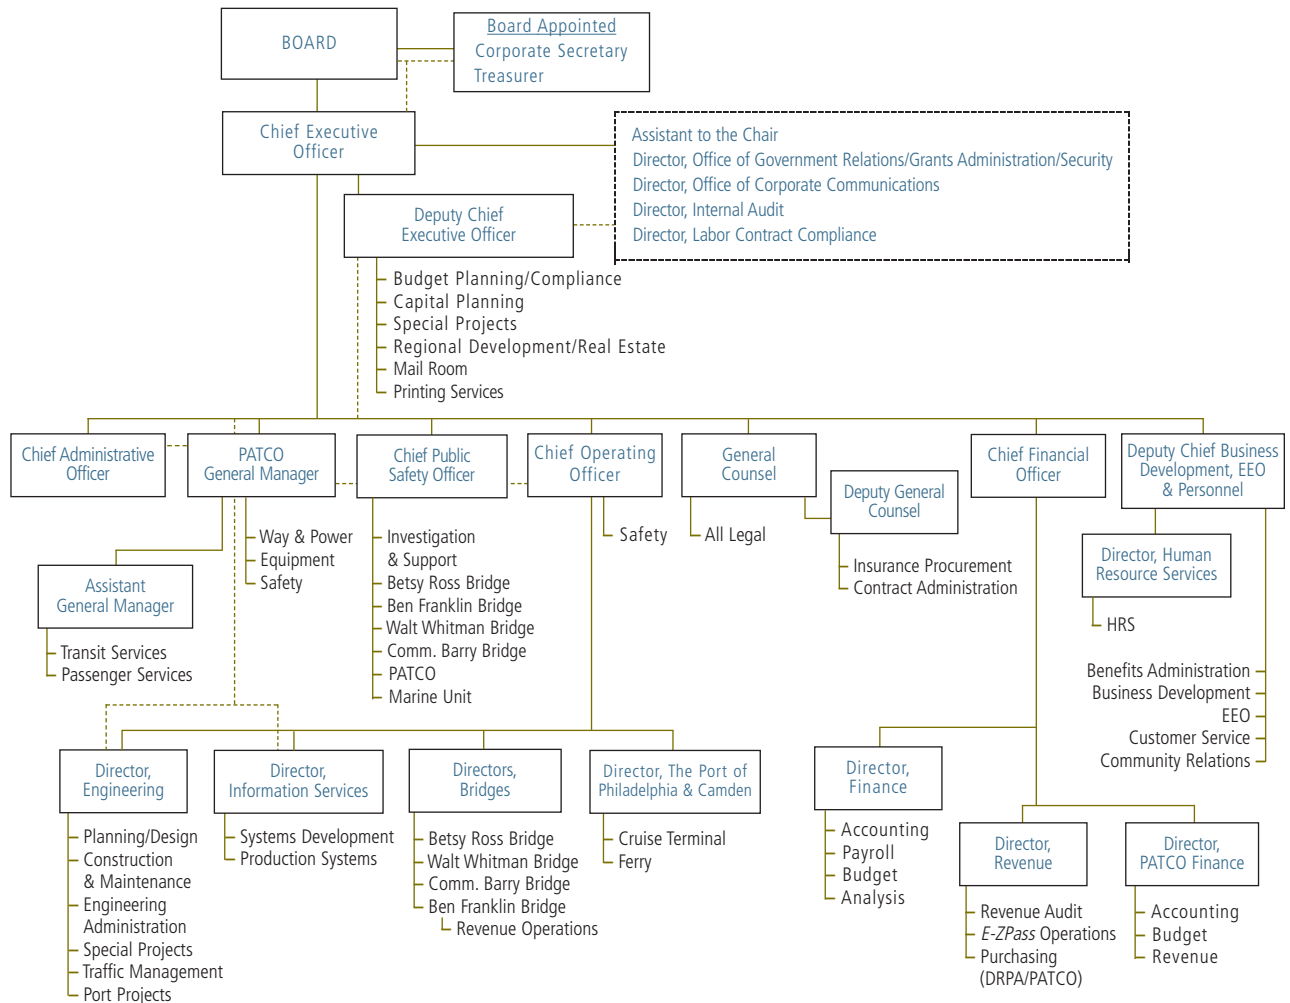 BOARD
Board Appointed
Corporate Secretary
Treasurer
Chief Executive
Officer
Assistant to the Chair
Director, Office of Government Relations/Grants Administration/Security
Director, Office of Corporate Communications
Director, Internal Audit
Director, Labor Contract Compliance
Deputy Chief
Executive Officer
Budget Planning/Compliance
Capital Planning
Special Projects
Regional Development/Real Estate
Mail Room
Printing Services
Chief Administrative
Officer
PATCO
General Manager
Chief Public
Safety Officer
Chief Operating
Officer
General
Counsel
Chief Financial
Officer
Deputy Chief Business
Development, EEO
& Personnel
Deputy General
Counsel
Way & Power
Equipment
Safety
Investigation
& Support
Betsy Ross Bridge
Ben Franklin Bridge
Walt Whitman Bridge
Comm. Barry Bridge
PATCO
Marine Unit
Safety
All Legal
Insurance Procurement
Contract Administration
Director, Human
Resource Services
HRS
Assistant
General Manager
Transit Services
Passenger Services
Benefits Administration
Business Development
EEO
Customer Service
Community Relations
Director,
Engineering
Director,
Information Services
Directors,
Bridges
Director, The Port of
Philadelphia & Camden
Director,
Finance
Planning/Design
Construction
& Maintenance
Engineering
Administration
Special Projects
Traffic Management
Port Projects
Systems Development
Production Systems
Betsy Ross Bridge
Walt Whitman Bridge
Comm. Barry Bridge
Ben Franklin Bridge
Revenue Operations
Cruise Terminal
Ferry
Accounting
Payroll
Budget
Analysis
Director,
Revenue
Director,
PATCO Finance
Revenue Audit
E-ZPass Operations
Purchasing
(DRPA/PATCO)
Accounting
Budget
Revenue